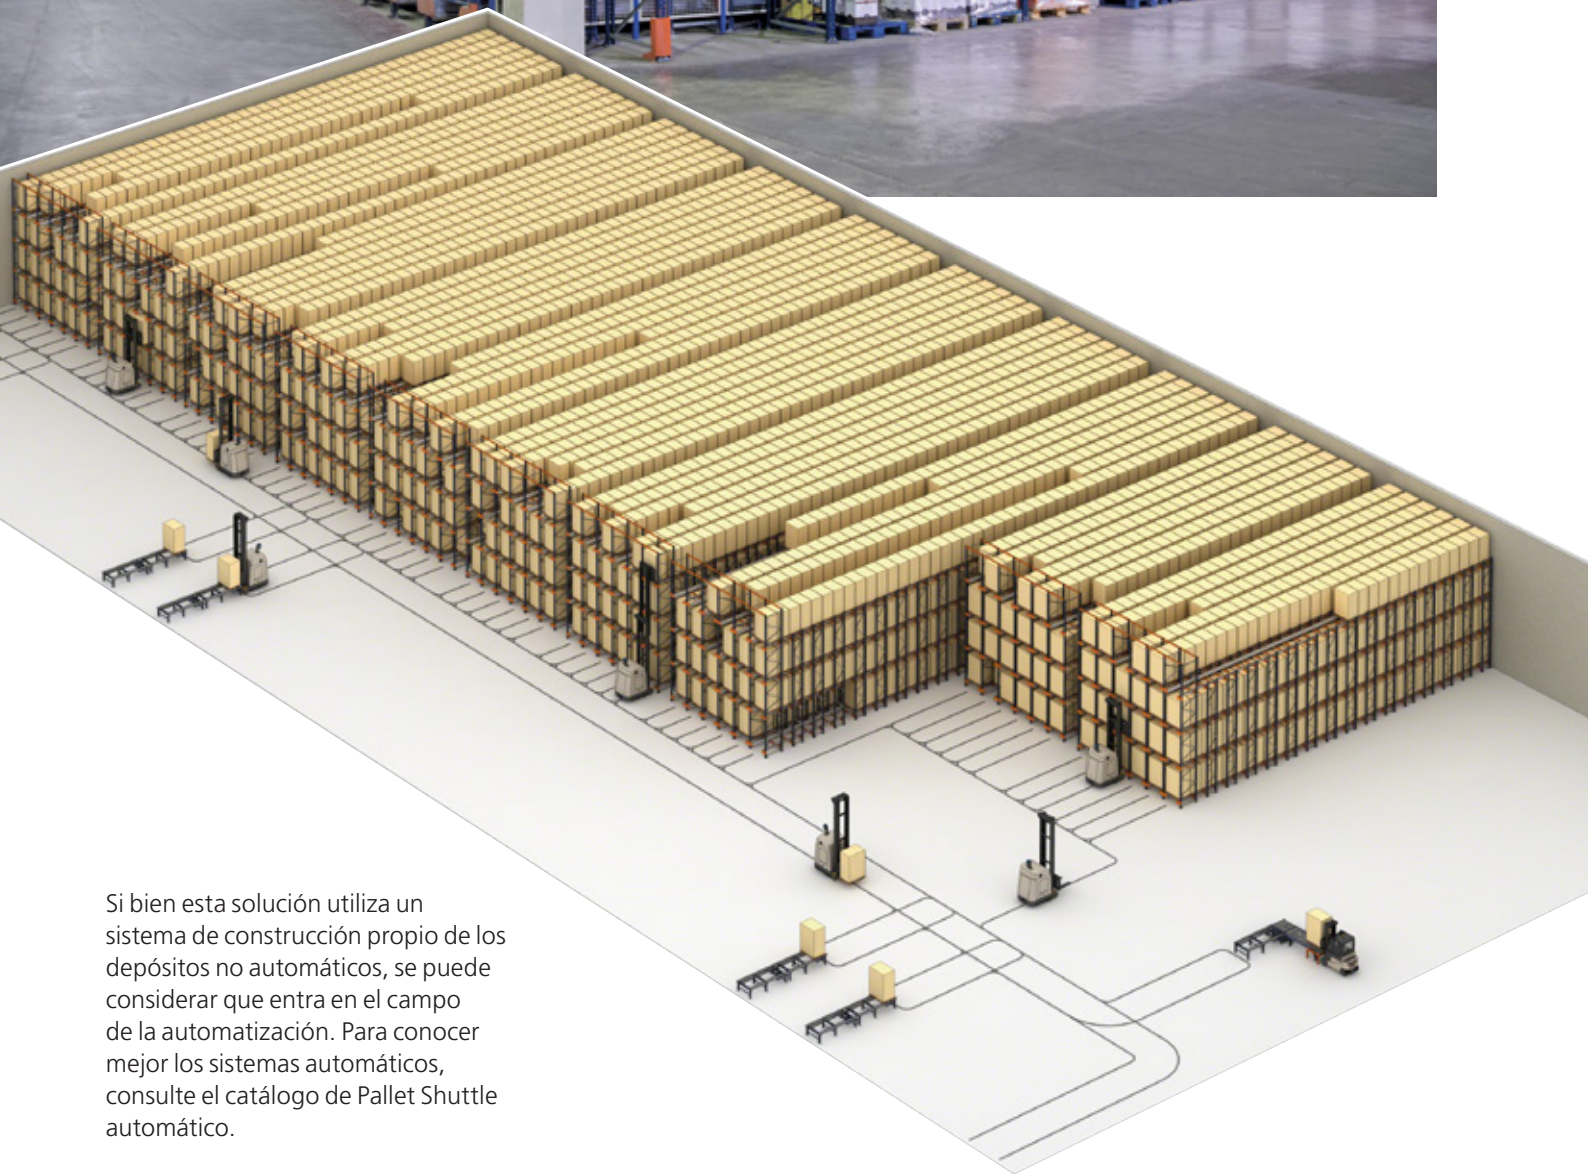 Si bien esta solución utiliza un
sistema de construcción propio de los
depósitos no automáticos, se puede
considerar que entra en el campo
de la automatización. Para conocer
mejor los sistemas automáticos,
consulte el catálogo de Pallet Shuttle
automático.